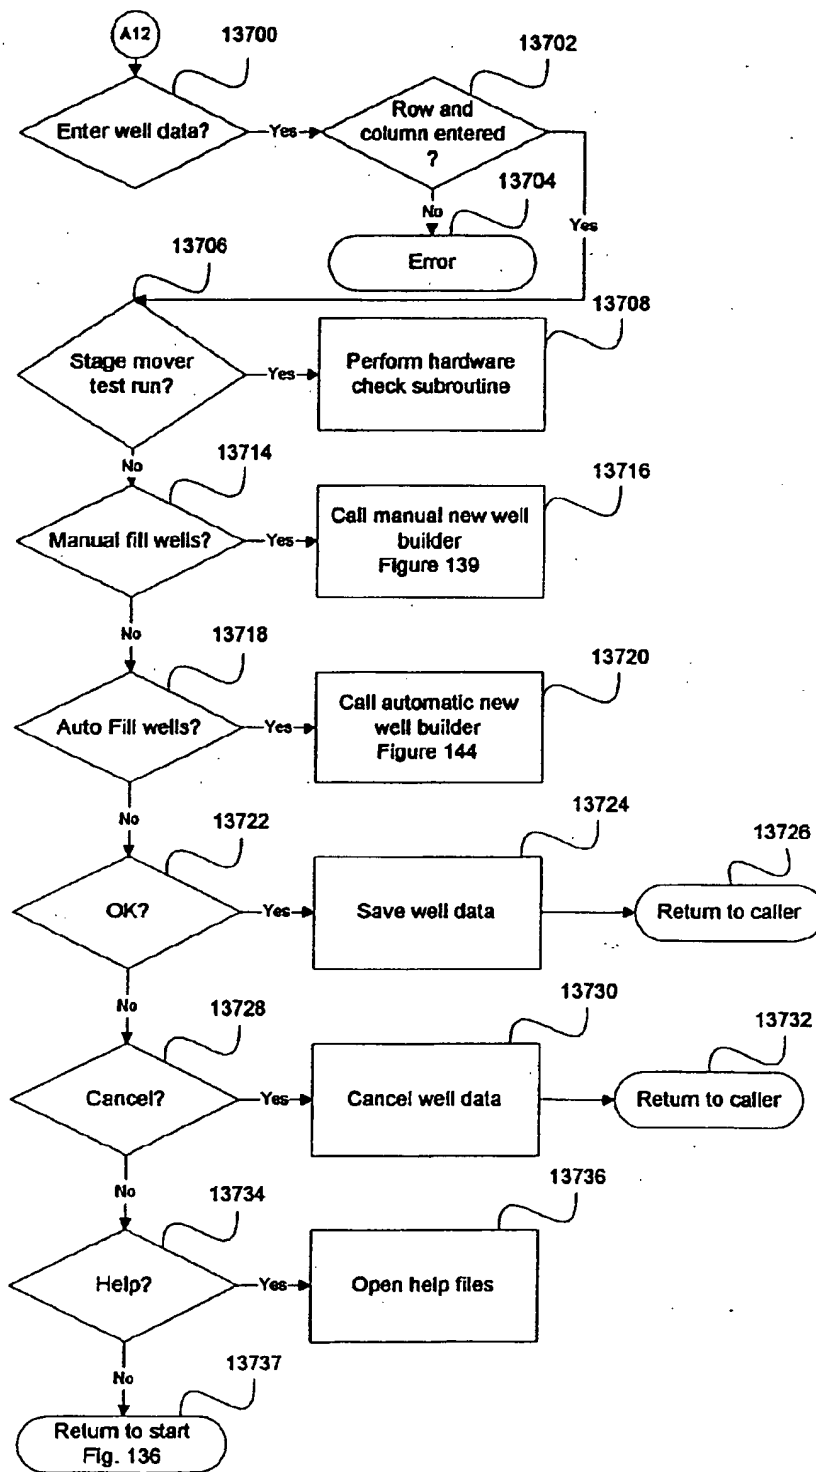 A12
13700
13702
Enter well data?
Yes
Row and
column entered
?
13704
No
Yes
Error
13706
13708
Stage mover
test run?
Yes
Perform hardware
check subroutine
No
13714
13716
Manual fill wells?
Yes
Call manual new well
builder
Figure 139
No
13718
13720
Auto Fill wells?
Yes
Call automatic new
well builder
Figure 144
No
13722
13724
13726
OK?
Yes
Save well data
Return to caller
No
13728
13730
13732
Cancel?
Yes
Cancel well data
Return to caller
No
13734
13736
Help?
Yes
Open help files
No
13737
Return to start
Fig. 136